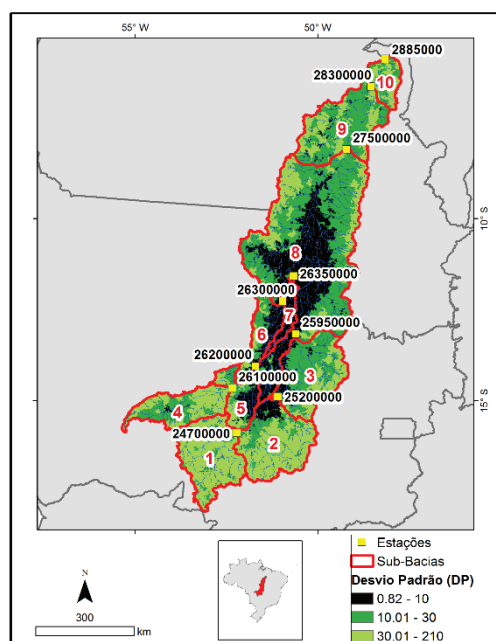 55° W
50° W
2885000
28300000
10
9
27500000
10°S
8
26350000
26300000
7
25950000
6
26200000
3
26100000
25200000
15°S
4
5
24700000
2
1
Estações
Sub-Bacias
Desvio Padrão (DP)
N
0.82 - 10
300
10.01 - 30
km
30.01 - 210